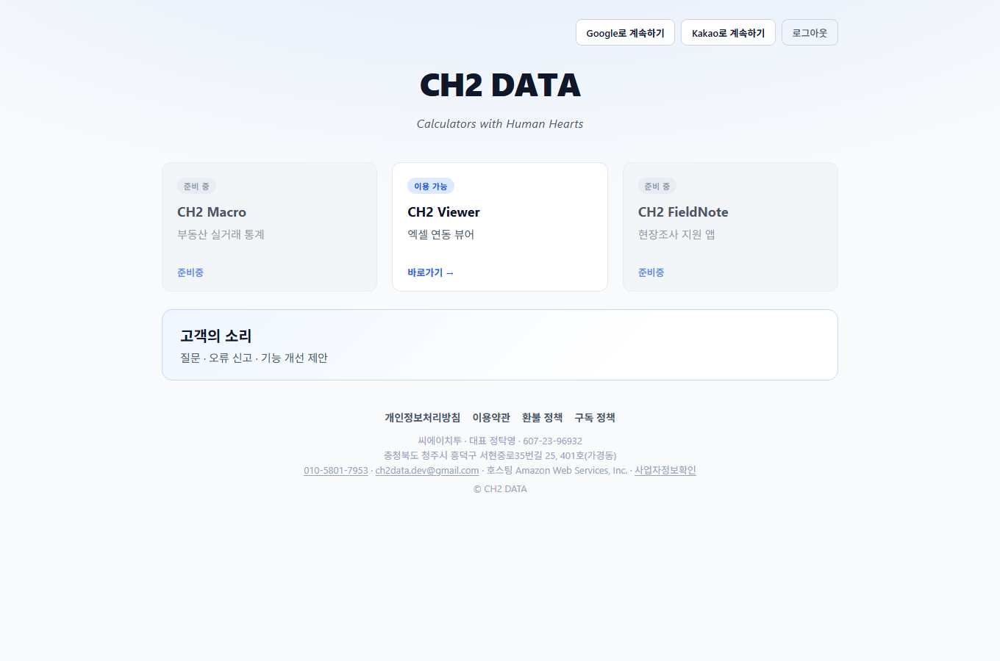 Google로 계속하기 Kakao로 계속하기 로그아웃
CH2 DATA
Calculators with Human Hearts
준비 중
CH2 Macro
부동산 실거래 통계
준비중
이용 가능
CH2 Viewer
엑셀 연동 뷰어
바로가기 →
준비 중
CH2 FieldNote
현장조사 지원 앱
준비중
고객의 소리
질문 · 오류 신고 · 기능 개선 제안
개인정보처리방침 이용약관 환불 정책 구독 정책
씨에이치투 · 대표 정탁영 · 607-23-96932
충청북도 청주시 흥덕구 서현중로35번길 25, 401호(가경동)
010-5801-7953 · ch2data.dev@gmail.com · 호스팅 Amazon Web Services, Inc. · 사업자정보확인
© CH2 DATA